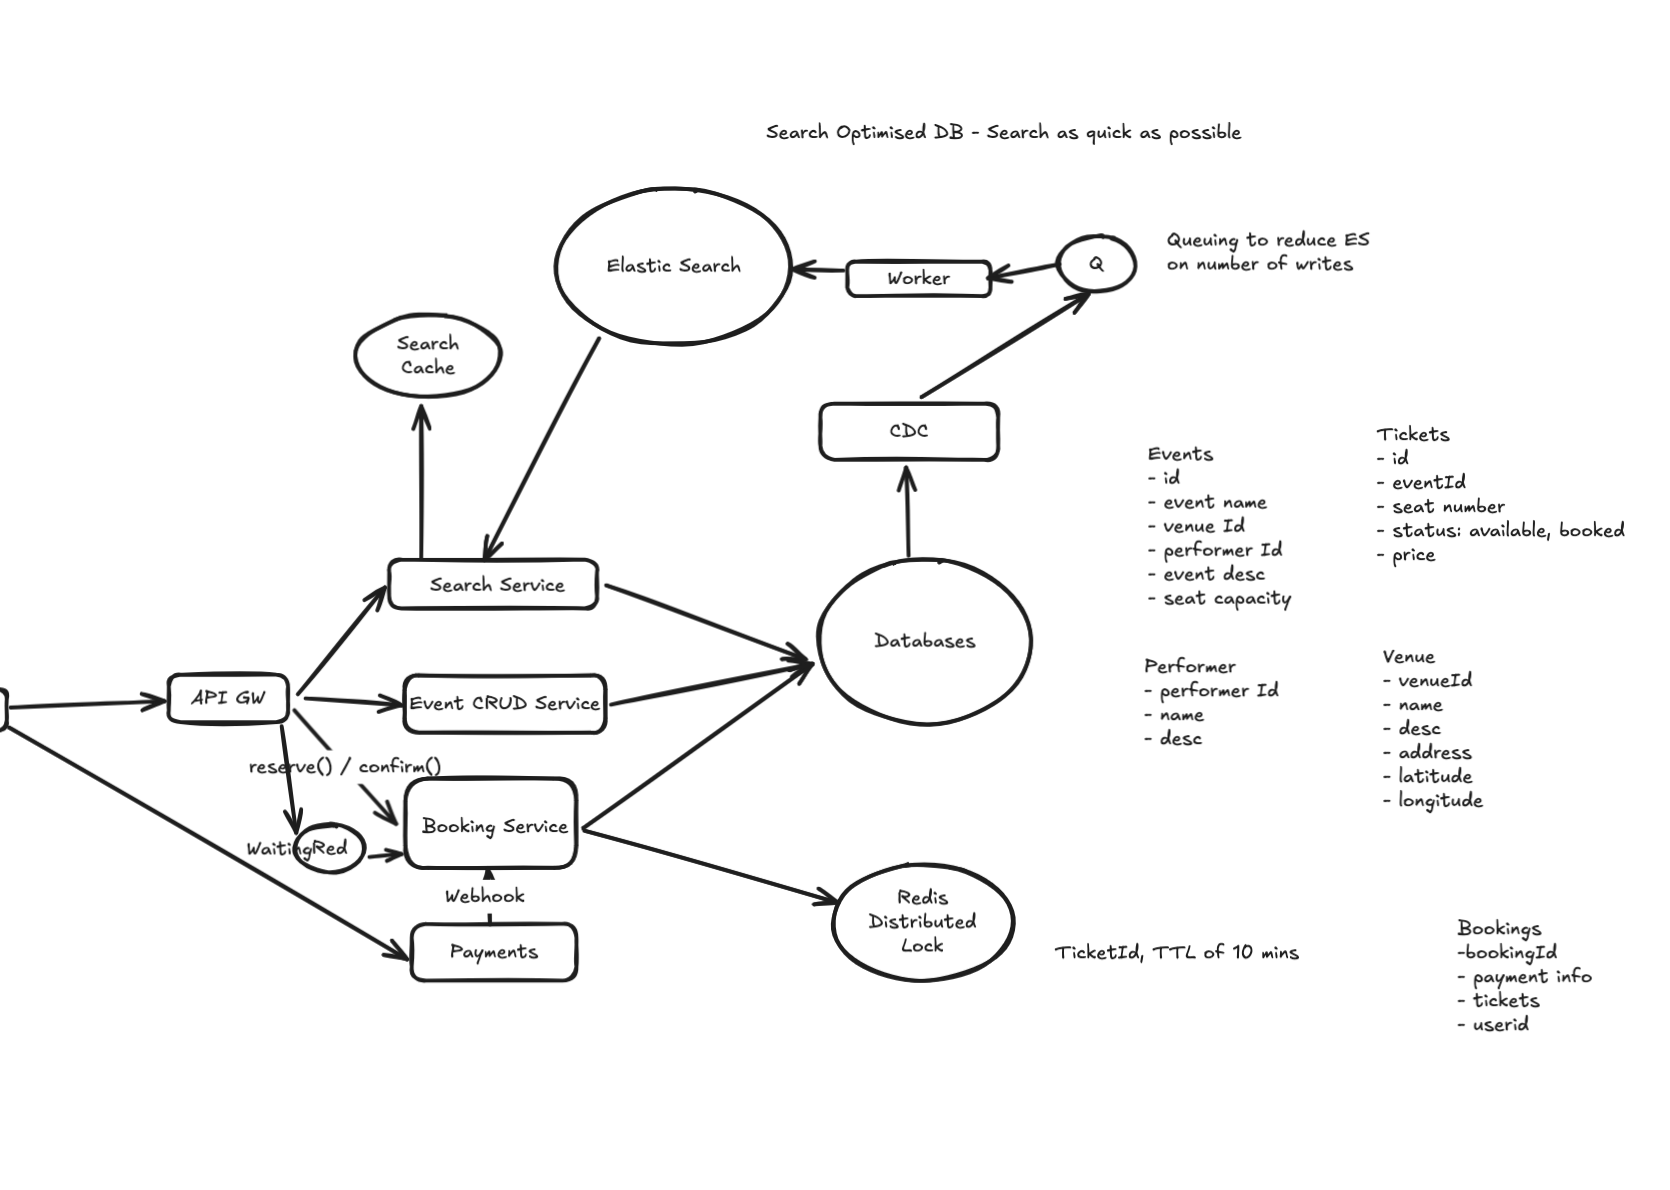 Search Optimised DB - Search as quick as possible
Elastic Search
Worker
Q
Queuing to reduce ES
on number of writes
Search
Cache
CDC
Search Service
Databases
API GW
Event CRUD Service
reserve() / confirm()
Booking Service
WaitingRed
Webhook
Payments
Redis
Distributed
Lock
TicketId, TTL of 10 mins
Events
- id
- event name
- venue Id
- performer Id
- event desc
- seat capacity
Tickets
- id
- eventId
- seat number
- status: available, booked
- price
Performer
- performer Id
- name
- desc
Venue
- venueId
- name
- desc
- address
- latitude
- longitude
Bookings
-bookingId
- payment info
- tickets
- userid